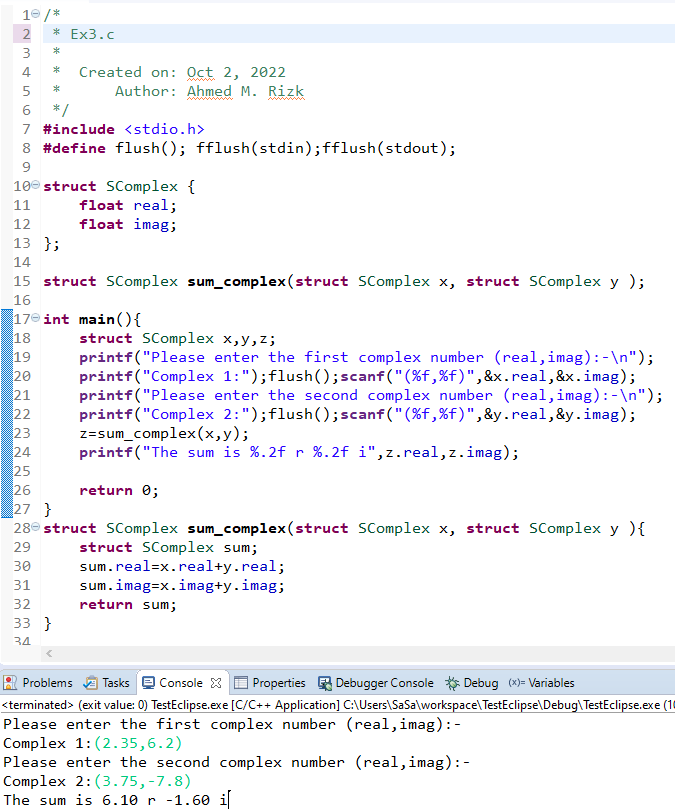 1 /*
2  * Ex3.c
3  *
4  *  Created on: Oct 2, 2022
5  *      Author: Ahmed M. Rizk
6  */
7 #include <stdio.h>
8 #define flush(); fflush(stdin);fflush(stdout);
9
10 struct SComplex {
11     float real;
12     float imag;
13 };
14
15 struct SComplex sum_complex(struct SComplex x, struct SComplex y );
16
17 int main(){
18     struct SComplex x,y,z;
19     printf("Please enter the first complex number (real,imag):-\n");
20     printf("Complex 1:");flush();scanf("(%f,%f)",&x.real,&x.imag);
21     printf("Please enter the second complex number (real,imag):-\n");
22     printf("Complex 2:");flush();scanf("(%f,%f)",&y.real,&y.imag);
23     z=sum_complex(x,y);
24     printf("The sum is %.2f r %.2f i",z.real,z.imag);
25
26     return 0;
27 }
28 struct SComplex sum_complex(struct SComplex x, struct SComplex y ){
29     struct SComplex sum;
30     sum.real=x.real+y.real;
31     sum.imag=x.imag+y.imag;
32     return sum;
33 }
34
Problems Tasks Console Properties Debugger Console Debug (x)= Variables
<terminated> (exit value: 0) TestEclipse.exe [C/C++ Application] C:\Users\SaSa\workspace\TestEclipse\Debug\TestEclipse.exe (10
Please enter the first complex number (real,imag):-
Complex 1:(2.35,6.2)
Please enter the second complex number (real,imag):-
Complex 2:(3.75,-7.8)
The sum is 6.10 r -1.60 i